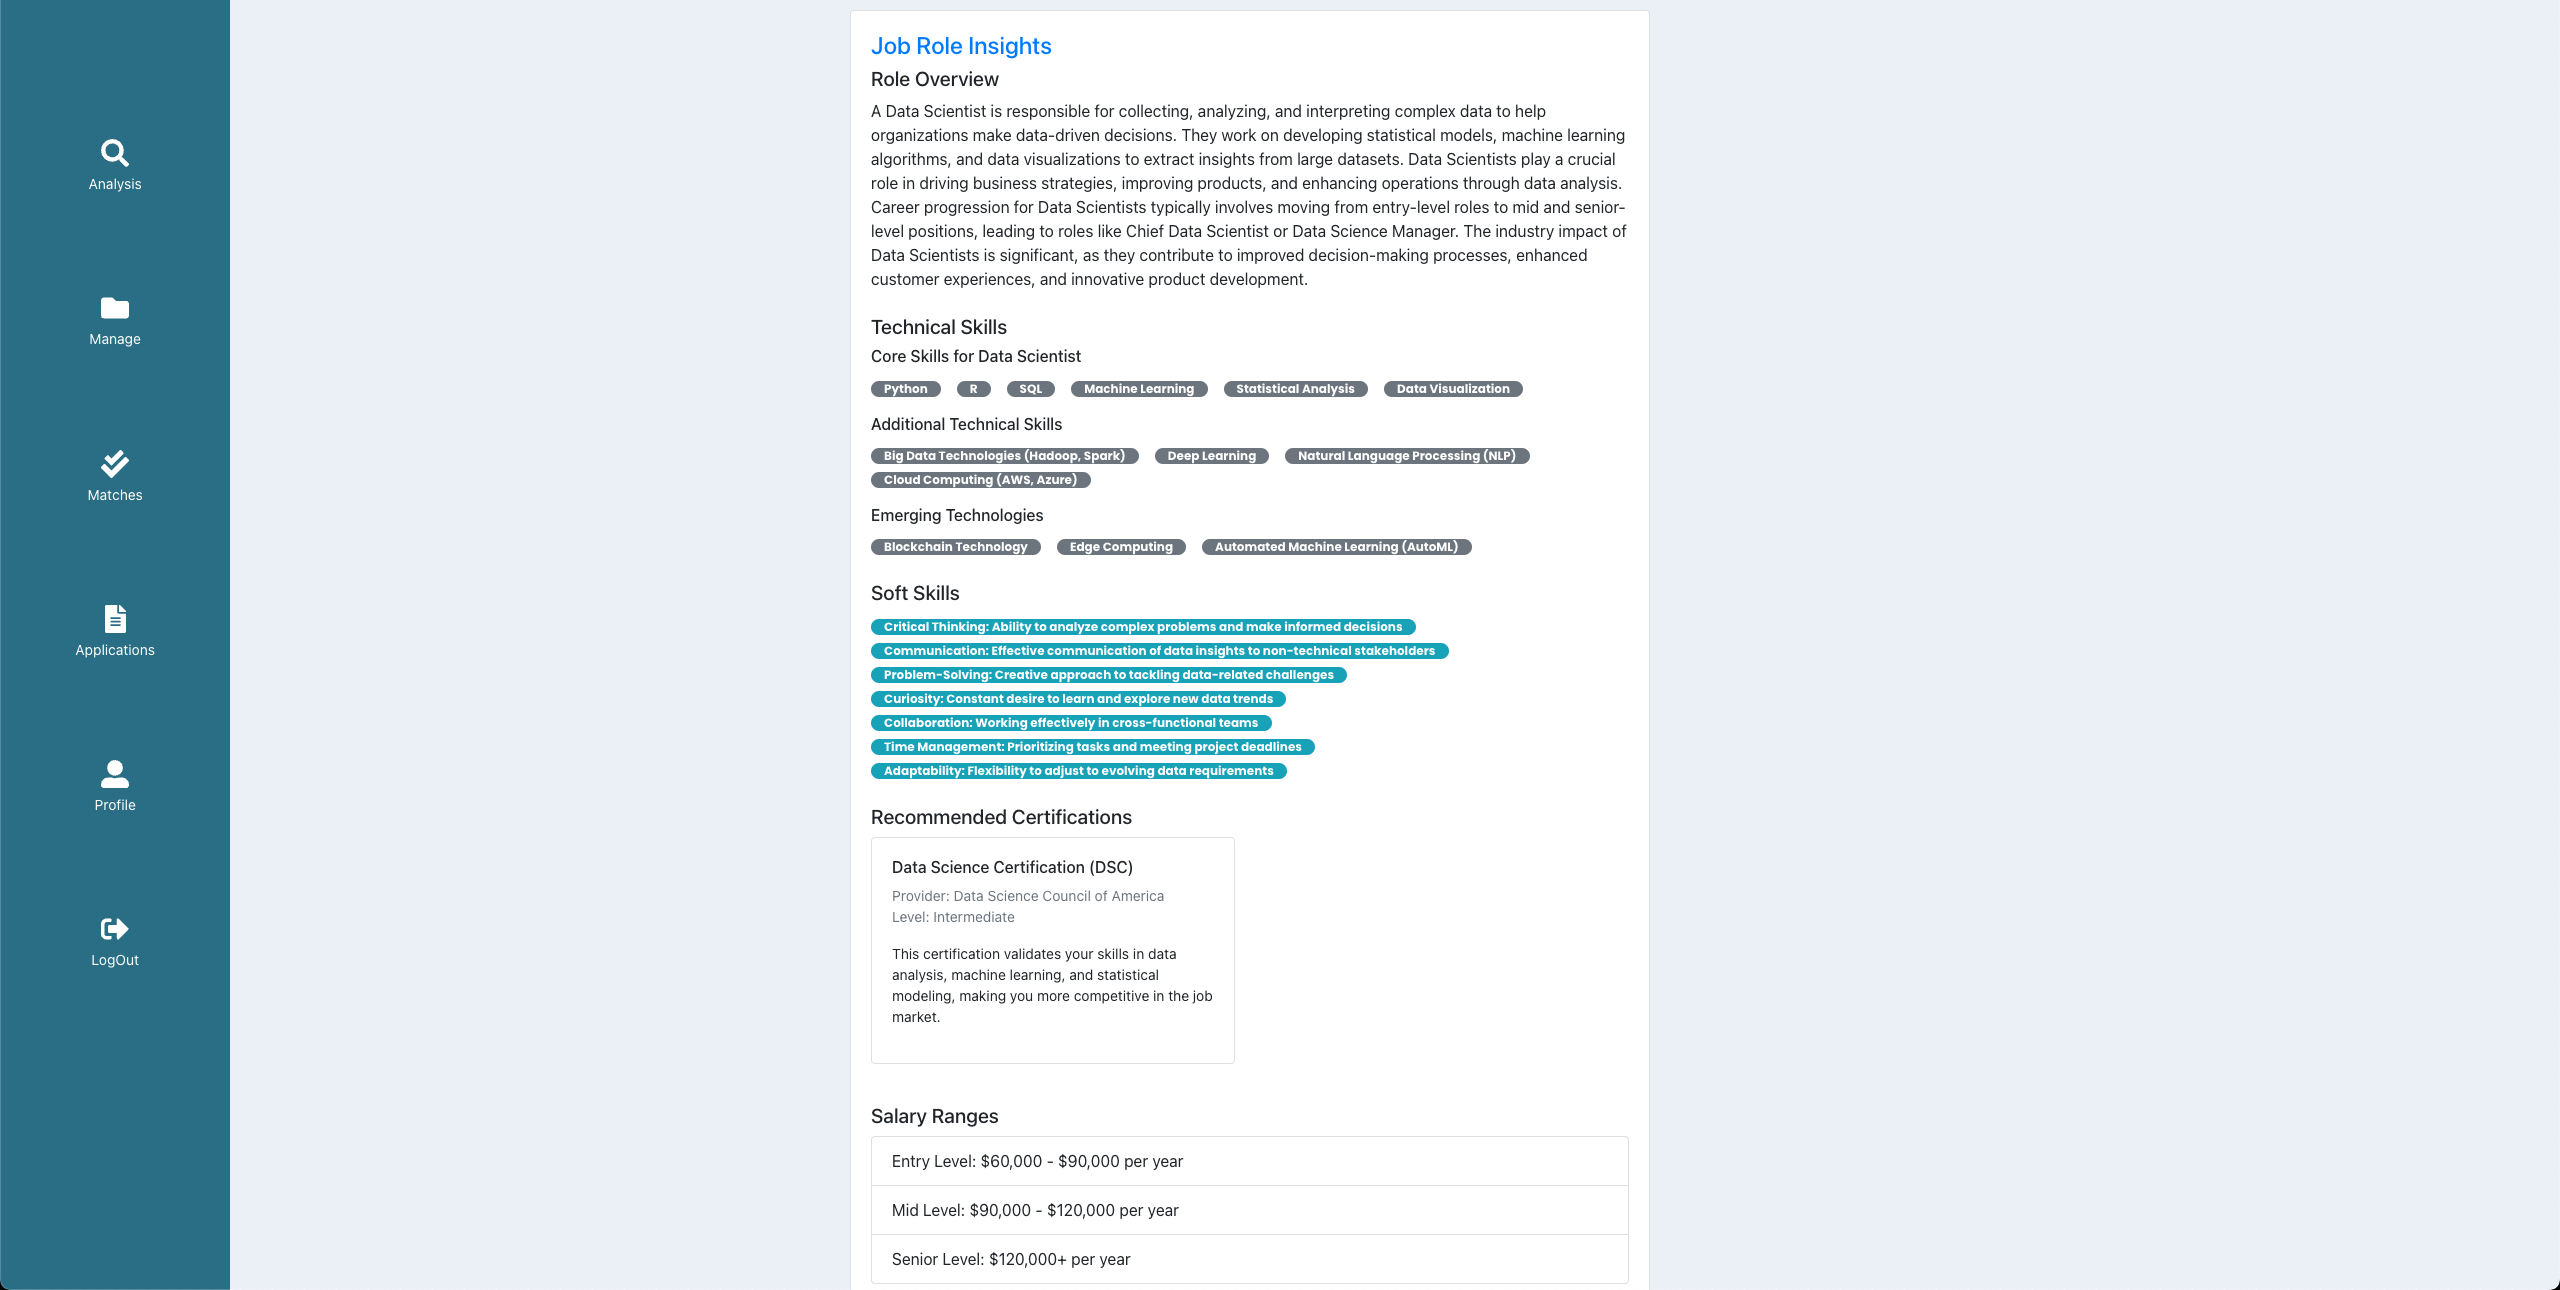 Analysis
Manage
Matches
Applications
Profile
LogOut
Job Role Insights
Role Overview
A Data Scientist is responsible for collecting, analyzing, and interpreting complex data to help
organizations make data-driven decisions. They work on developing statistical models, machine learning
algorithms, and data visualizations to extract insights from large datasets. Data Scientists play a crucial
role in driving business strategies, improving products, and enhancing operations through data analysis.
Career progression for Data Scientists typically involves moving from entry-level roles to mid and senior-
level positions, leading to roles like Chief Data Scientist or Data Science Manager. The industry impact of
Data Scientists is significant, as they contribute to improved decision-making processes, enhanced
customer experiences, and innovative product development.
Technical Skills
Core Skills for Data Scientist
Python R SQL Machine Learning Statistical Analysis Data Visualization
Additional Technical Skills
Big Data Technologies (Hadoop, Spark) Deep Learning Natural Language Processing (NLP)
Cloud Computing (AWS, Azure)
Emerging Technologies
Blockchain Technology Edge Computing Automated Machine Learning (AutoML)
Soft Skills
Critical Thinking: Ability to analyze complex problems and make informed decisions
Communication: Effective communication of data insights to non-technical stakeholders
Problem-Solving: Creative approach to tackling data-related challenges
Curiosity: Constant desire to learn and explore new data trends
Collaboration: Working effectively in cross-functional teams
Time Management: Prioritizing tasks and meeting project deadlines
Adaptability: Flexibility to adjust to evolving data requirements
Recommended Certifications
Data Science Certification (DSC)
Provider: Data Science Council of America
Level: Intermediate
This certification validates your skills in data
analysis, machine learning, and statistical
modeling, making you more competitive in the job
market.
Salary Ranges
Entry Level: $60,000 - $90,000 per year
Mid Level: $90,000 - $120,000 per year
Senior Level: $120,000+ per year